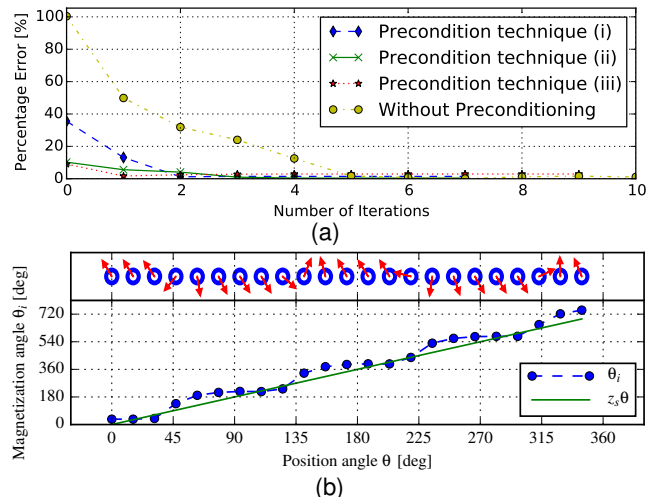 100
80
60
40
20
0
Percentage Error [%]
Precondition technique (i)
Precondition technique (ii)
Precondition technique (iii)
Without Preconditioning
0 2 4 6 8 10
Number of Iterations
(a)
Magnetization angle θi [deg]
720
540
360
180
0
θi
zsθ
0 45 90 135 180 225 270 315 360
Position angle θ [deg]
(b)